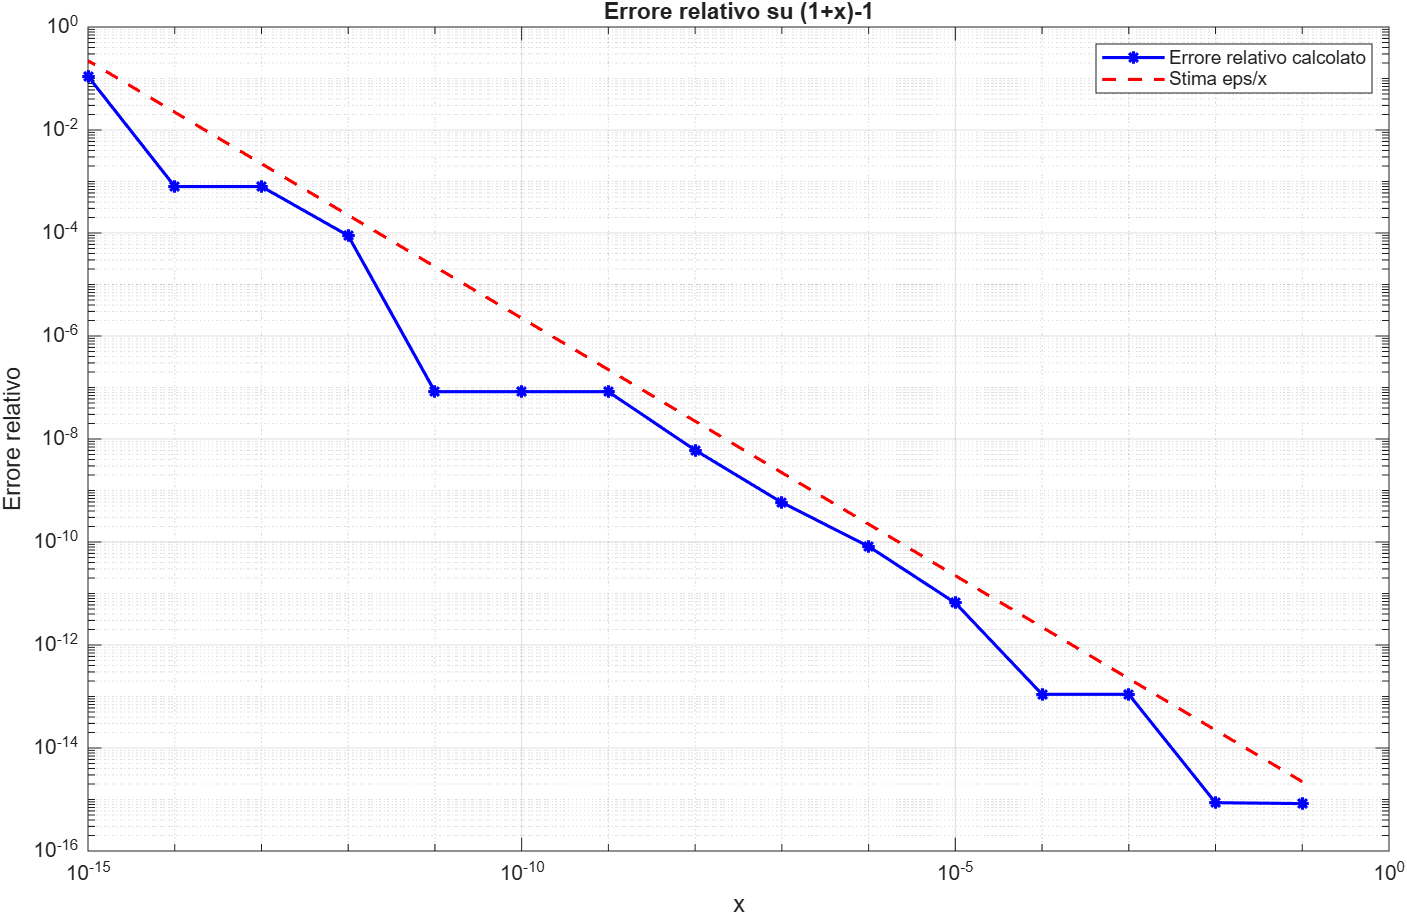 Errore relativo su (1+x)-1
Errore relativo calcolato
Stima eps/x
Errore relativo
10^0
10^-2
10^-4
10^-6
10^-8
10^-10
10^-12
10^-14
10^-16
10^-15
10^-10
10^-5
10^0
x